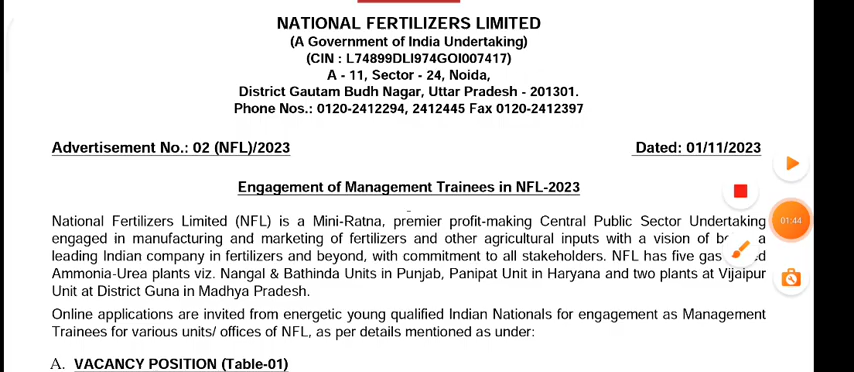 NATIONAL FERTILIZERS LIMITED
(A Government of India Undertaking)
(CIN : L74899DLI974GOI007417)
A - 11, Sector - 24, Noida,
District Gautam Budh Nagar, Uttar Pradesh - 201301.
Phone Nos.: 0120-2412294, 2412445 Fax 0120-2412397
Advertisement No.: 02 (NFL)/2023 Dated: 01/11/2023
Engagement of Management Trainees in NFL-2023
01:44
National Fertilizers Limited (NFL) is a Mini-Ratna, premier profit-making Central Public Sector Undertaking
engaged in manufacturing and marketing of fertilizers and other agricultural inputs with a vision of a
leading Indian company in fertilizers and beyond, with commitment to all stakeholders. NFL has five gas
Ammonia-Urea plants viz. Nangal & Bathinda Units in Punjab, Panipat Unit in Haryana and two plants at Vijaipur
Unit at District Guna in Madhya Pradesh.
Online applications are invited from energetic young qualified Indian Nationals for engagement as Management
Trainees for various units/ offices of NFL, as per details mentioned as under:
A. VACANCY POSITION (Table-01)